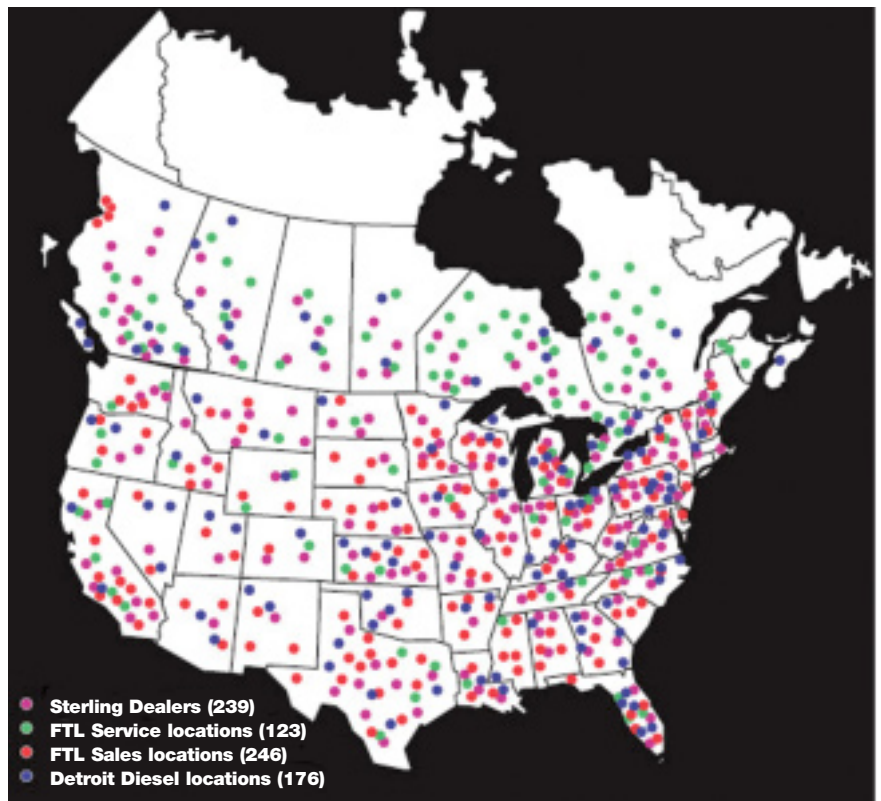 Sterling Dealers (239)
FTL Service locations (123)
FTL Sales locations (246)
Detroit Diesel locations (176)